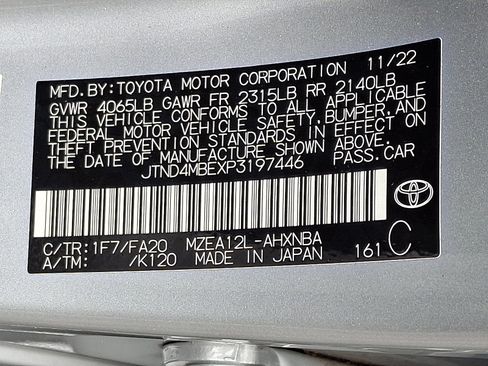 MFD. BY: TOYOTA MOTOR CORPORATION 11/22
GVWR 4065LB GAWR FR 2315LB RR 2140LB
THIS VEHICLE CONFORMS TO ALL APPLICABLE
FEDERAL MOTOR VEHICLE SAFETY, BUMPER, AND
THEFT PREVENTION STANDARDS IN EFFECT ON
THE DATE OF MANUFACTURE SHOWN ABOVE.
JTND4MBEXP3197446 PASS. CAR
C/TR: 1F7/FA20 MZEA12L-AHXNBA
A/TM: /K120 MADE IN JAPAN 161 C